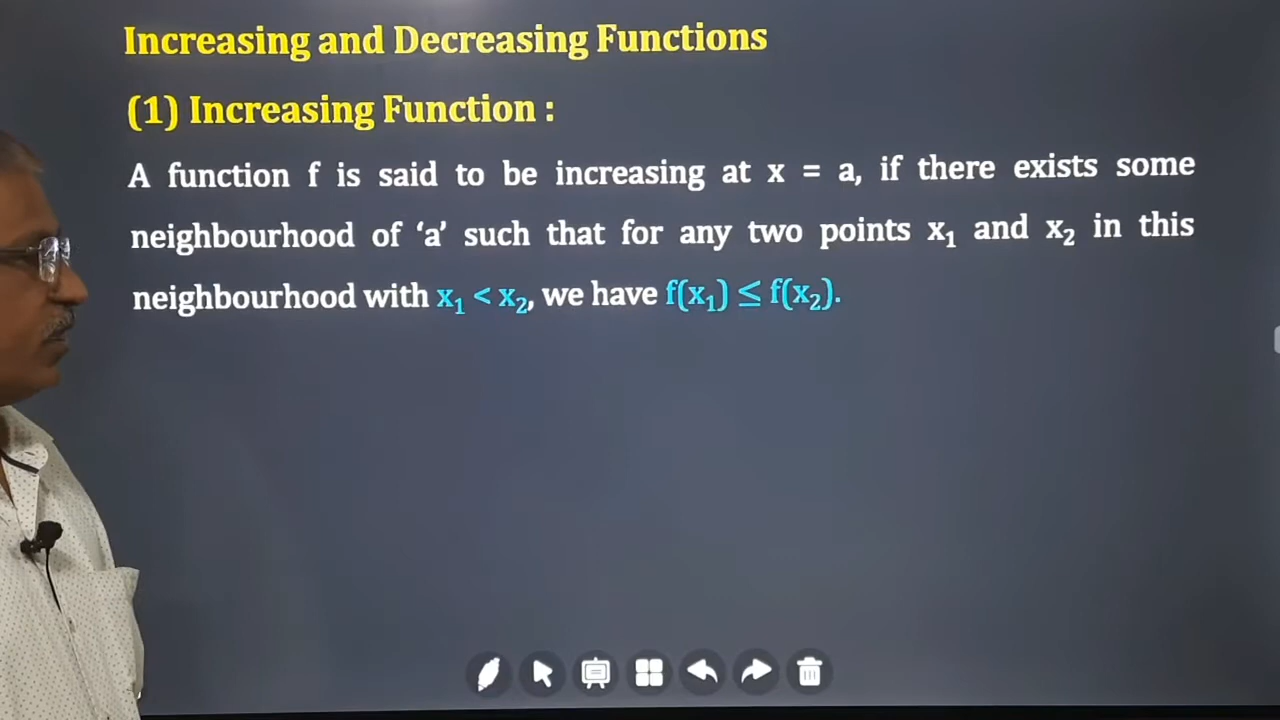 Increasing and Decreasing Functions
(1) Increasing Function :
A function f is said to be increasing at x = a, if there exists some
neighbourhood of ‘a’ such that for any two points x₁ and x₂ in this
neighbourhood with x₁ < x₂, we have f(x₁) ≤ f(x₂).